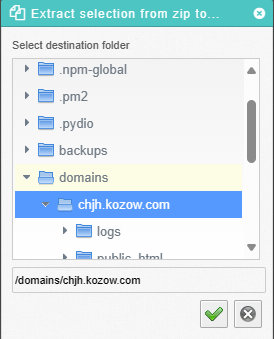 Extract selection from zip to...
Select destination folder
.npm-global
.pm2
.pydio
backups
domains
chjh.kozow.com
logs
public_html
/domains/chjh.kozow.com